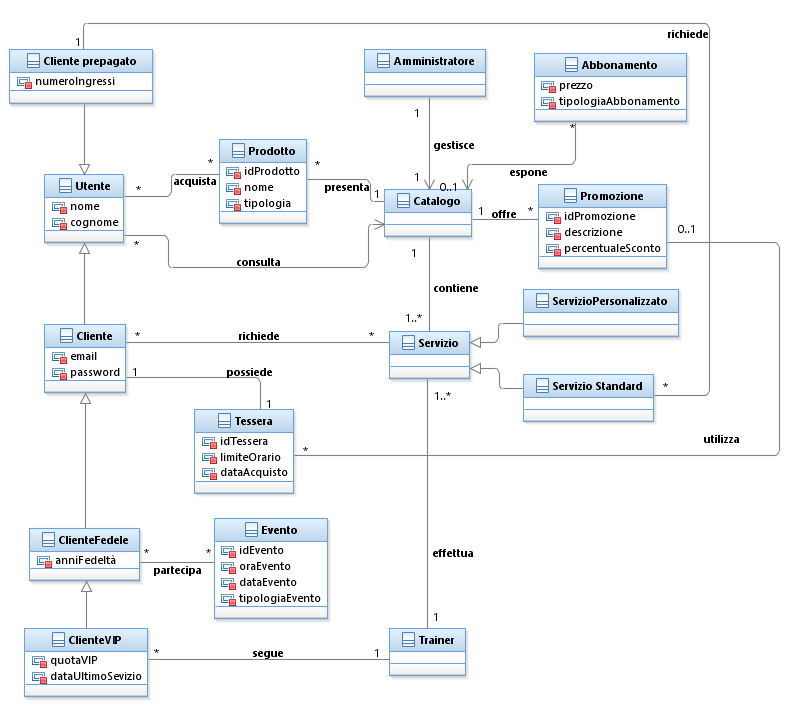 richiede
1
Cliente prepagato
numeroIngressi
Amministratore
Abbonamento
prezzo
tipologiaAbbonamento
1
gestisce
*
espone
Prodotto
idProdotto
nome
tipologia
*
acquista
*
*
presenta
1
1
0..1
Utente
nome
cognome
*
consulta
Catalogo
1
offre
*
Promozione
idPromozione
descrizione
percentualeSconto
0..1
1
contiene
1..*
ServizioPersonalizzato
Cliente
email
password
*
richiede
*
Servizio
1
possiede
1
Servizio Standard
*
1..*
Tessera
idTessera
limiteOrario
dataAcquisto
*
utilizza
ClienteFedele
anniFedeltà
*
partecipa
*
Evento
idEvento
oraEvento
dataEvento
tipologiaEvento
effettua
1
ClienteVIP
quotaVIP
dataUltimoSevizio
*
segue
1
Trainer